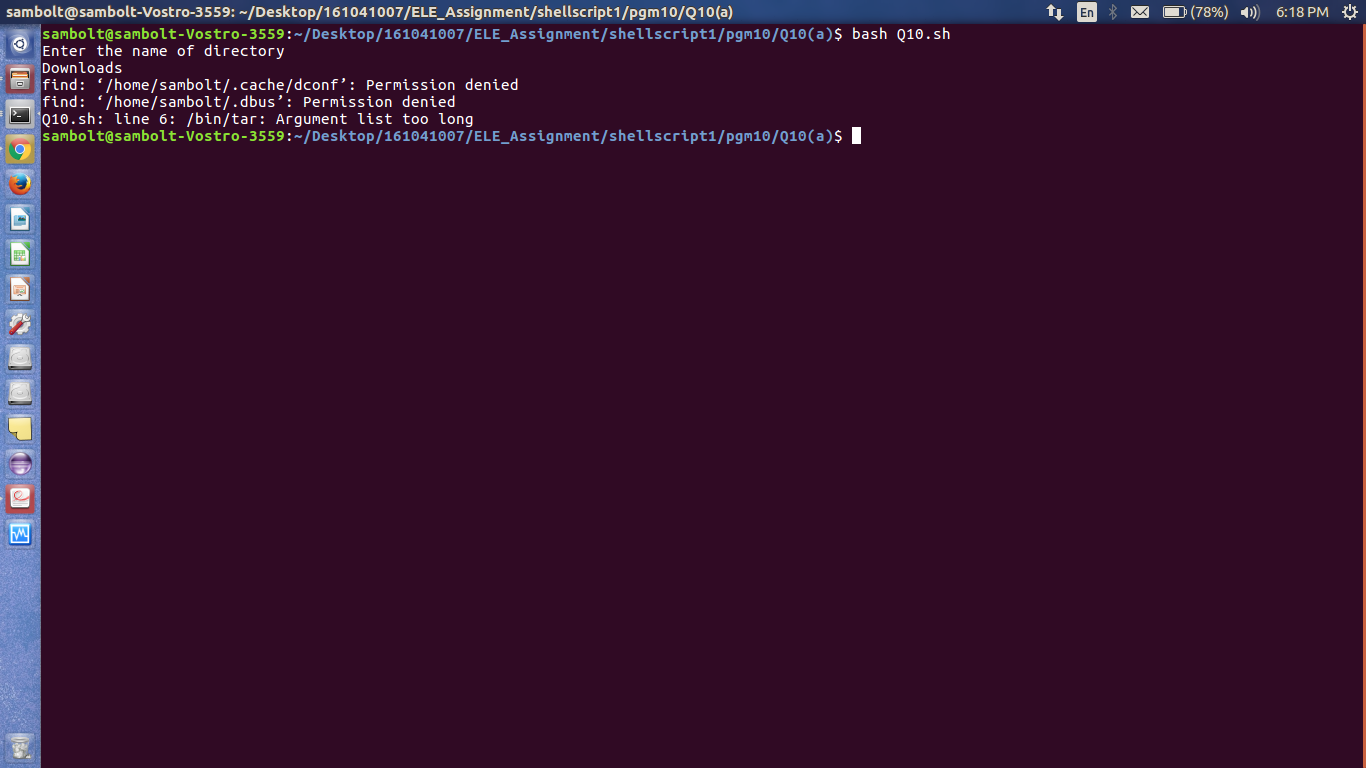 sambolt@sambolt-Vostro-3559: ~/Desktop/161041007/ELE_Assignment/shellscript1/pgm10/Q10(a) En (78%) 6:18 PM
sambolt@sambolt-Vostro-3559:~/Desktop/161041007/ELE_Assignment/shellscript1/pgm10/Q10(a)$ bash Q10.sh
Enter the name of directory
Downloads
find: ‘/home/sambolt/.cache/dconf’: Permission denied
find: ‘/home/sambolt/.dbus’: Permission denied
Q10.sh: line 6: /bin/tar: Argument list too long
sambolt@sambolt-Vostro-3559:~/Desktop/161041007/ELE_Assignment/shellscript1/pgm10/Q10(a)$